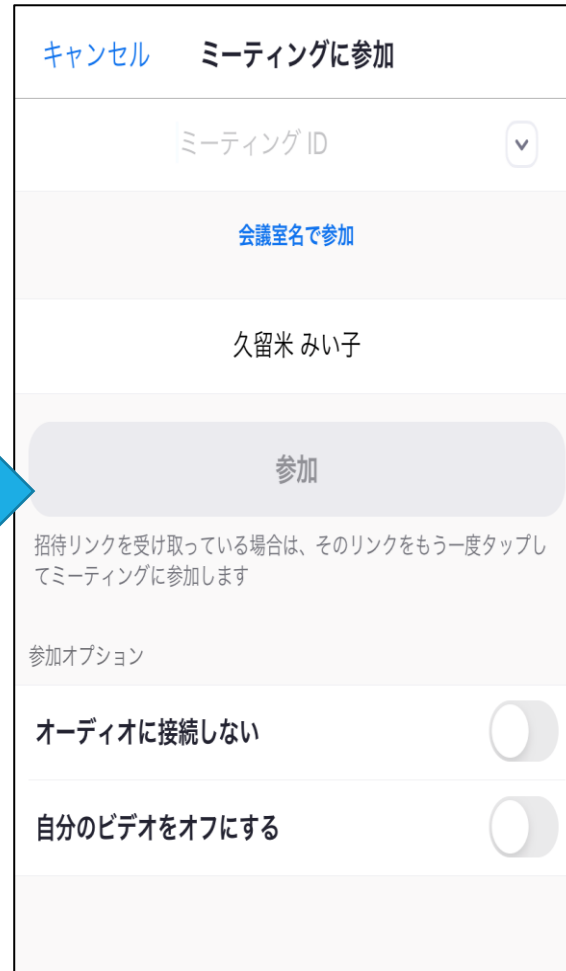 キャンセル ミーティングに参加
ミーティング ID
会議室名で参加
久留米 みい子
参加
招待リンクを受け取っている場合は、そのリンクをもう一度タップし
てミーティングに参加します
参加オプション
オーディオに接続しない
自分のビデオをオフにする